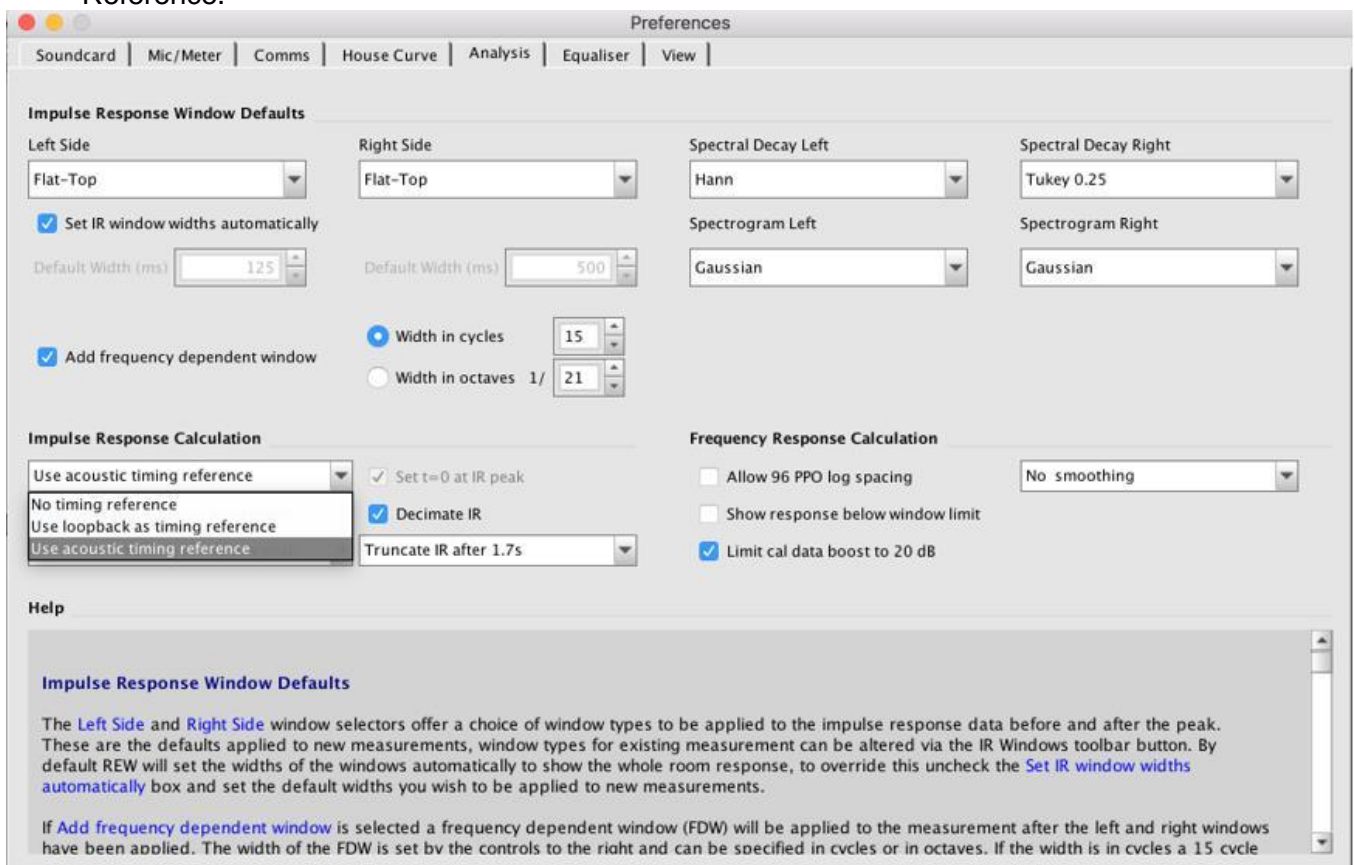 Reference.
Preferences
Soundcard Mic/Meter Comms House Curve Analysis Equaliser View
Impulse Response Window Defaults
Left Side Right Side Spectral Decay Left Spectral Decay Right
Flat-Top Flat-Top Hann Tukey 0.25
Set IR window widths automatically Spectrogram Left Spectrogram Right
Default Width (ms) 125 Default Width (ms) 500 Gaussian Gaussian
Width in cycles 15
Add frequency dependent window
Width in octaves 1/ 21
Impulse Response Calculation Frequency Response Calculation
Use acoustic timing reference Set t=0 at IR peak Allow 96 PPO log spacing No smoothing
No timing reference
Use loopback as timing reference Decimate IR Show response below window limit
Use acoustic timing reference Truncate IR after 1.7s Limit cal data boost to 20 dB
Help
Impulse Response Window Defaults
The Left Side and Right Side window selectors offer a choice of window types to be applied to the impulse response data before and after the peak.
These are the defaults applied to new measurements, window types for existing measurement can be altered via the IR Windows toolbar button. By
default REW will set the widths of the windows automatically to show the whole room response, to override this uncheck the Set IR window widths
automatically box and set the default widths you wish to be applied to new measurements.
If Add frequency dependent window is selected a frequency dependent window (FDW) will be applied to the measurement after the left and right windows
have been applied. The width of the FDW is set by the controls to the right and can be specified in cycles or in octaves. If the width is in cycles a 15 cycle